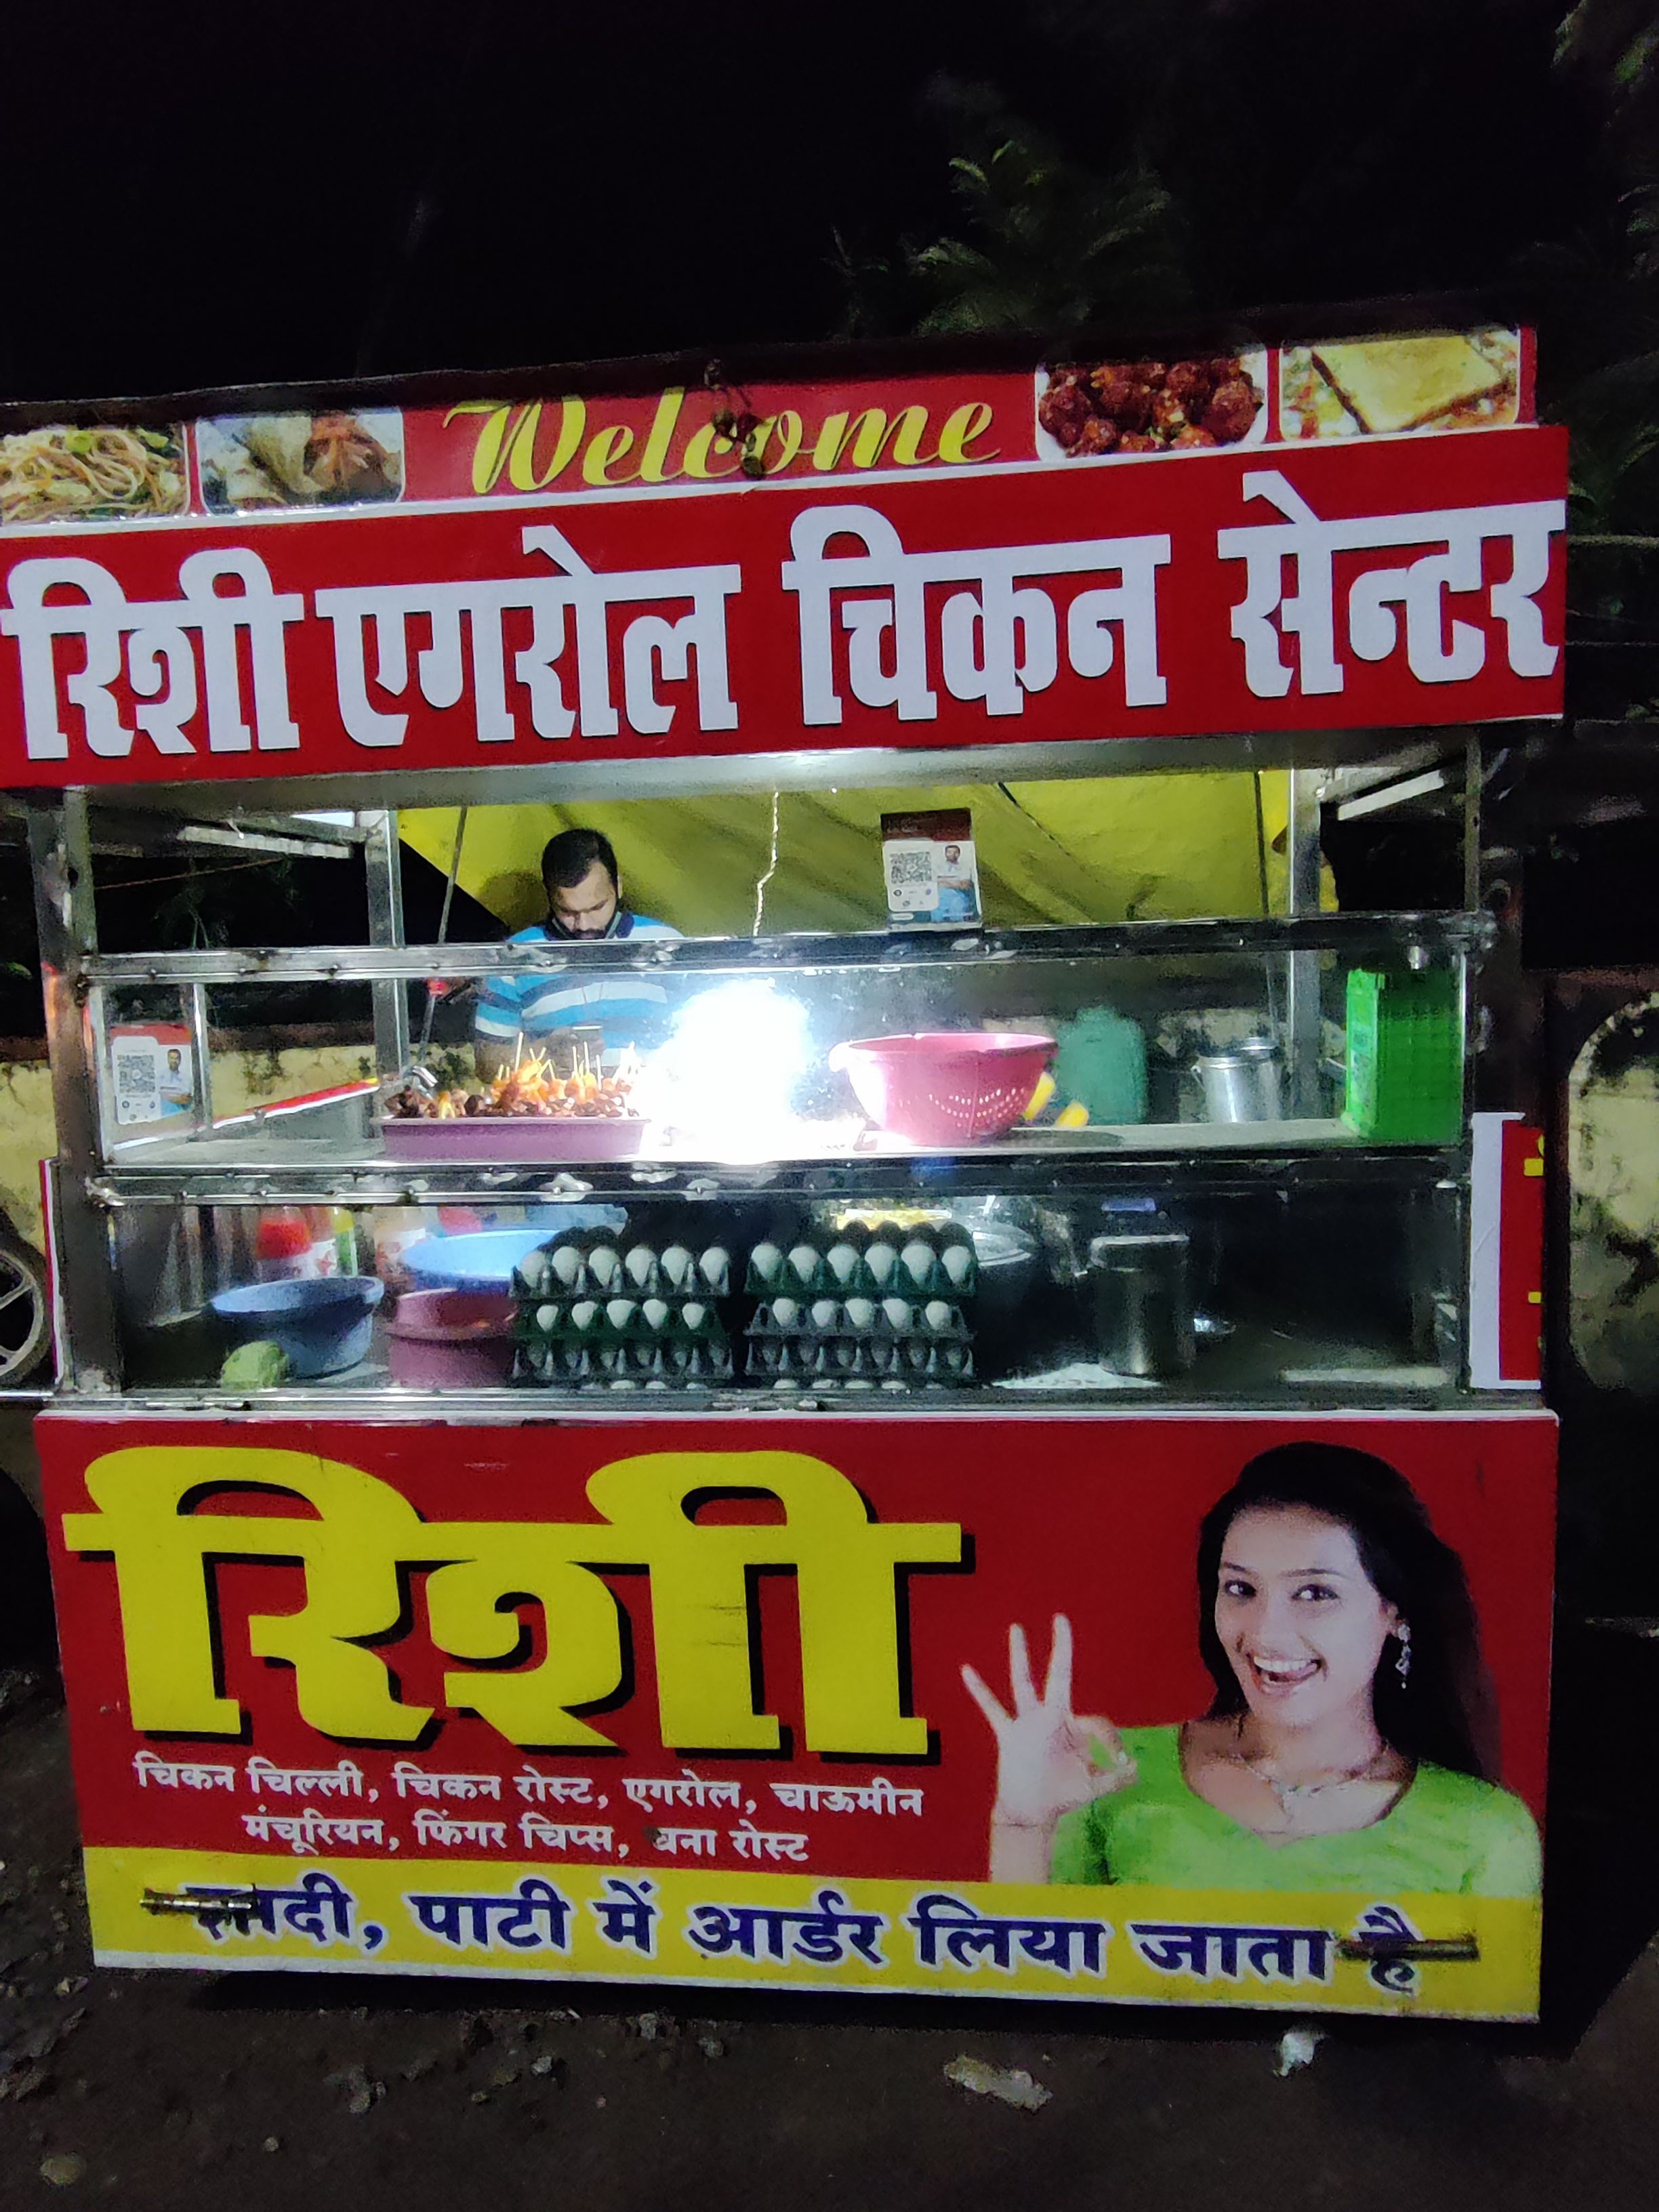 Welcome
रिशी एगरोल चिकन सेन्टर
रिशी
चिकन चिल्ली, चिकन रोस्ट, एगरोल, चाऊमीन
मंचूरियन, फिंगर चिप्स, चना रोस्ट
शादी, पाटी में आर्डर लिया जाता है